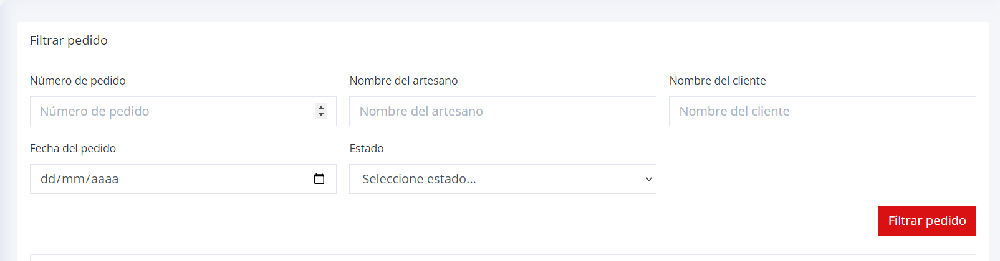 Filtrar pedido
Número de pedido
Nombre del artesano
Nombre del cliente
Número de pedido
Nombre del artesano
Nombre del cliente
Fecha del pedido
Estado
dd/mm/aaaa
Seleccione estado...
Filtrar pedido